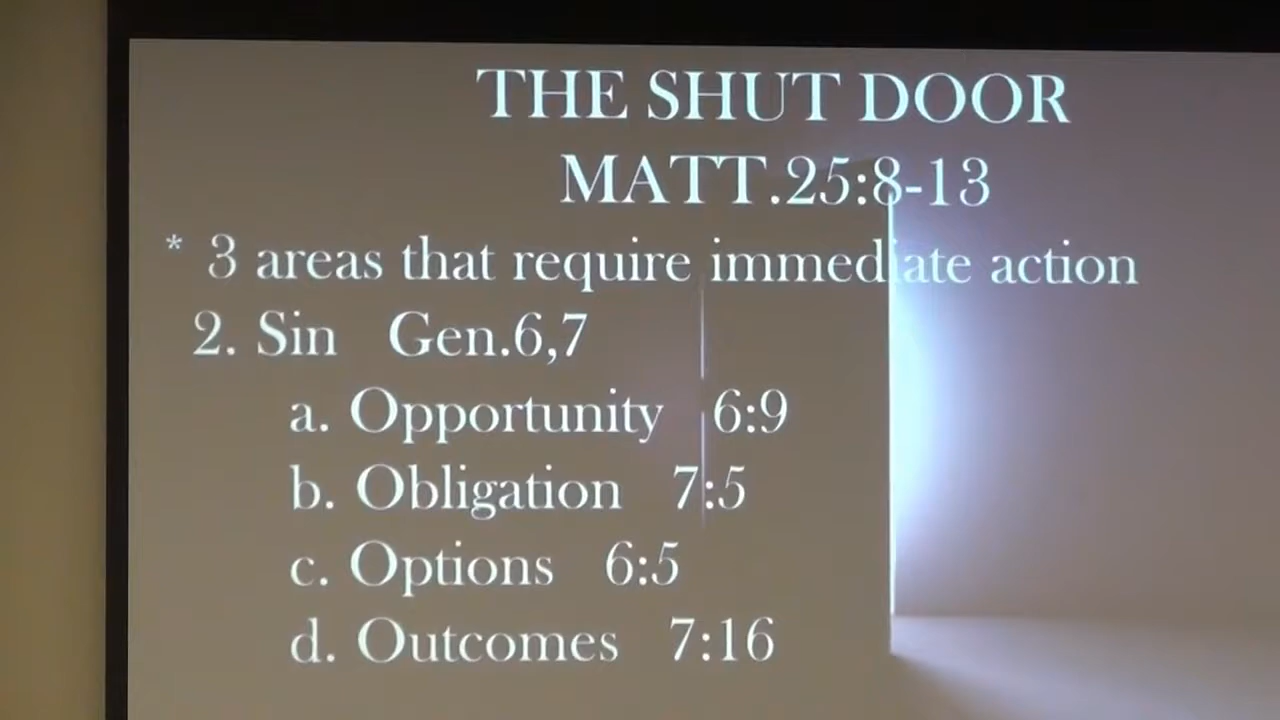 THE SHUT DOOR
MATT.25:8-13
* 3 areas that require immediate action
2. Sin Gen.6,7
a. Opportunity 6:9
b. Obligation 7:5
c. Options 6:5
d. Outcomes 7:16